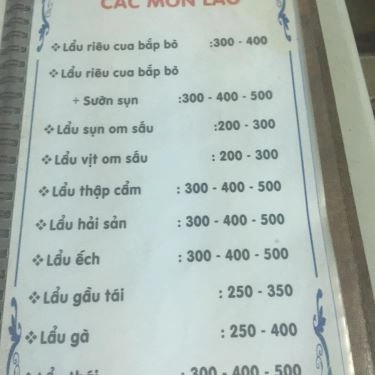 CÁC MÓN LẨU
❖ Lẩu riêu cua bắp bò :300 - 400
❖ Lẩu riêu cua bắp bò
+ Sườn sụn :300 - 400 - 500
❖ Lẩu sụn om sấu :200 - 300
❖ Lẩu vịt om sấu : 200 - 300
❖ Lẩu thập cẩm : 300 - 400 - 500
❖ Lẩu hải sản : 300 - 400 - 500
❖ Lẩu ếch : 300 - 400 - 500
❖ Lẩu gầu tái : 250 - 350
❖ Lẩu gà : 250 - 400
❖ Lẩu thái : 300 - 400 - 500